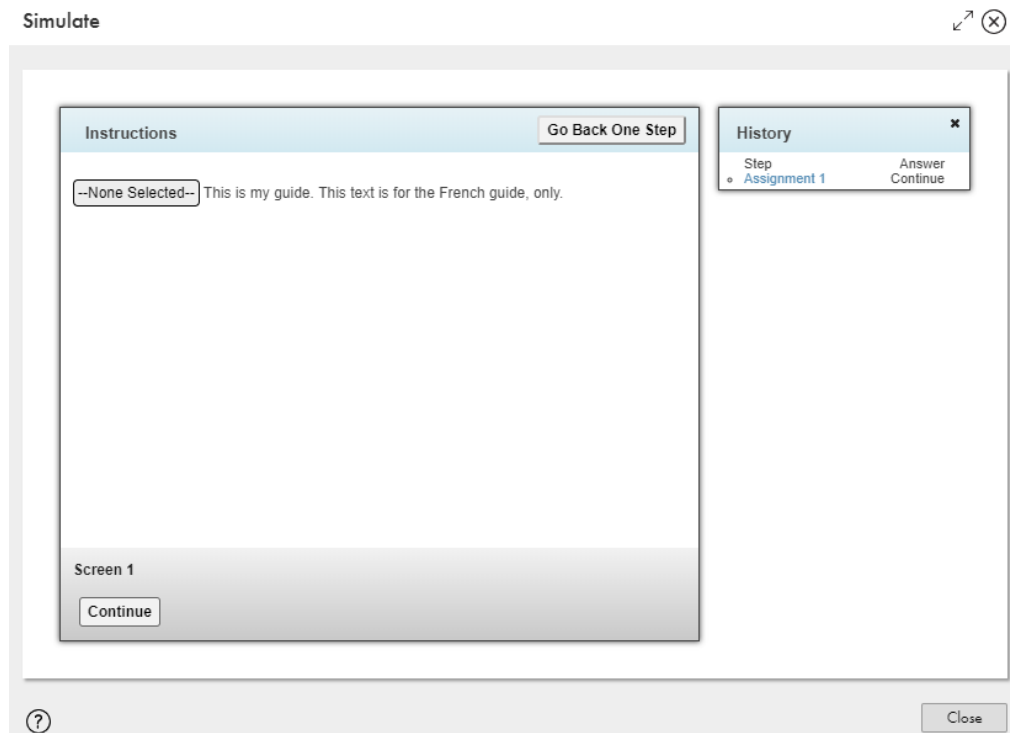 Simulate
Instructions
Go Back One Step
--None Selected-- This is my guide. This text is for the French guide, only.
Screen 1
Continue
History
Step Answer
Assignment 1 Continue
Close